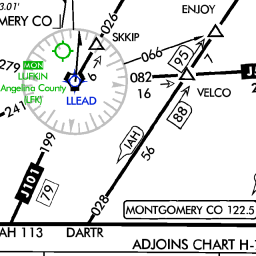 3.01'
ENJOY
MERY CO
026
SKKIP
066
95
7
279
MON
LUFKIN
Angelina County
LFK
6
082
16
J
VELCO
2
LLEAD
241
88
IAH
56
199
J101
79
028
MONTGOMERY CO 122.5
AH 113
DARTR
ADJOINS CHART H-